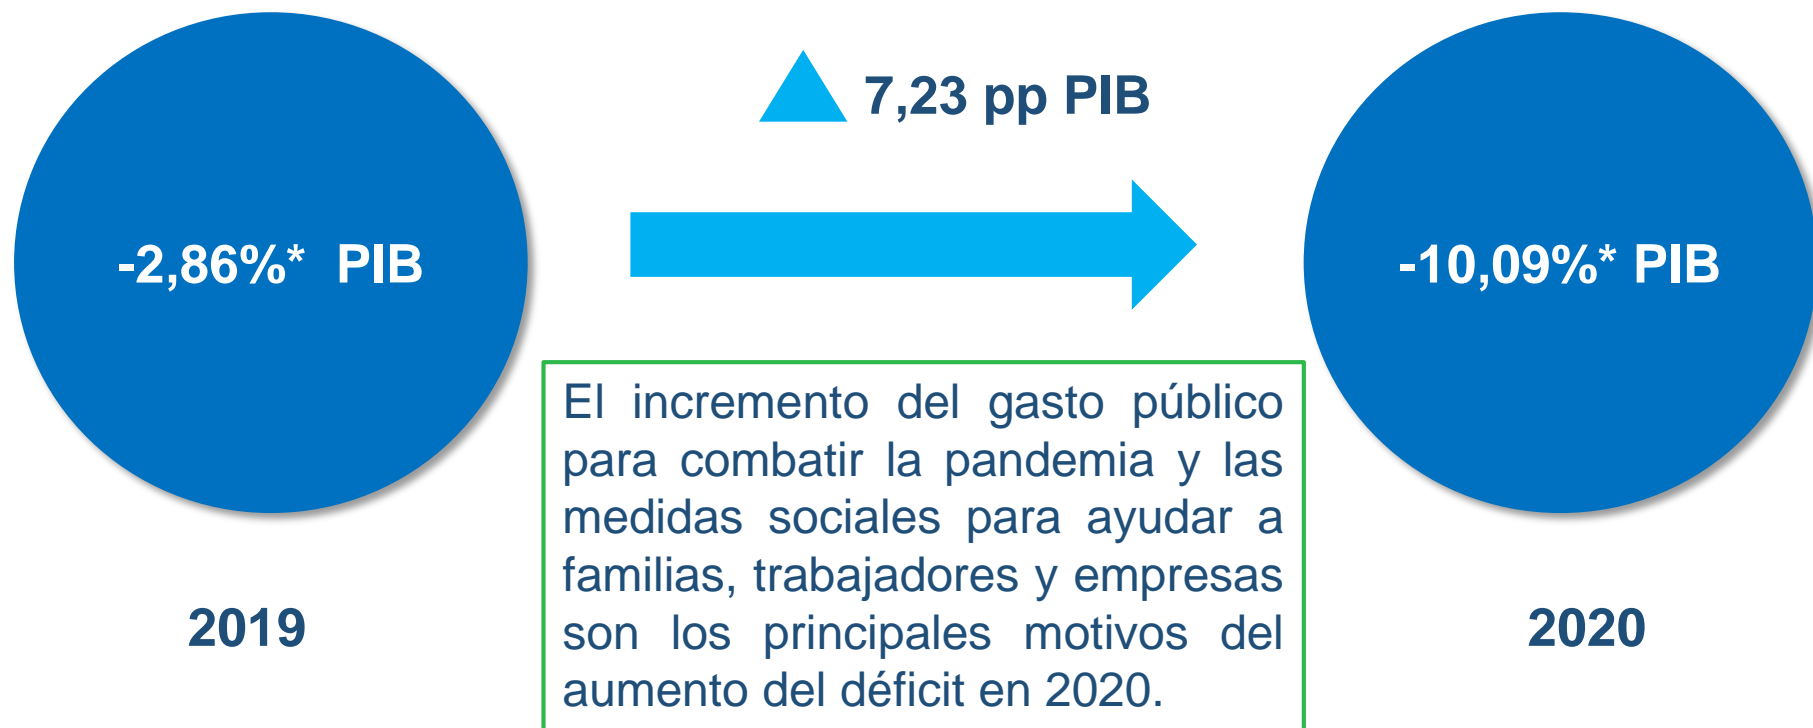 7,23 pp PIB
-2,86%* PIB
-10,09%* PIB
El incremento del gasto público
para combatir la pandemia y las
medidas sociales para ayudar a
familias, trabajadores y empresas
son los principales motivos del
aumento del déficit en 2020.
2019
2020